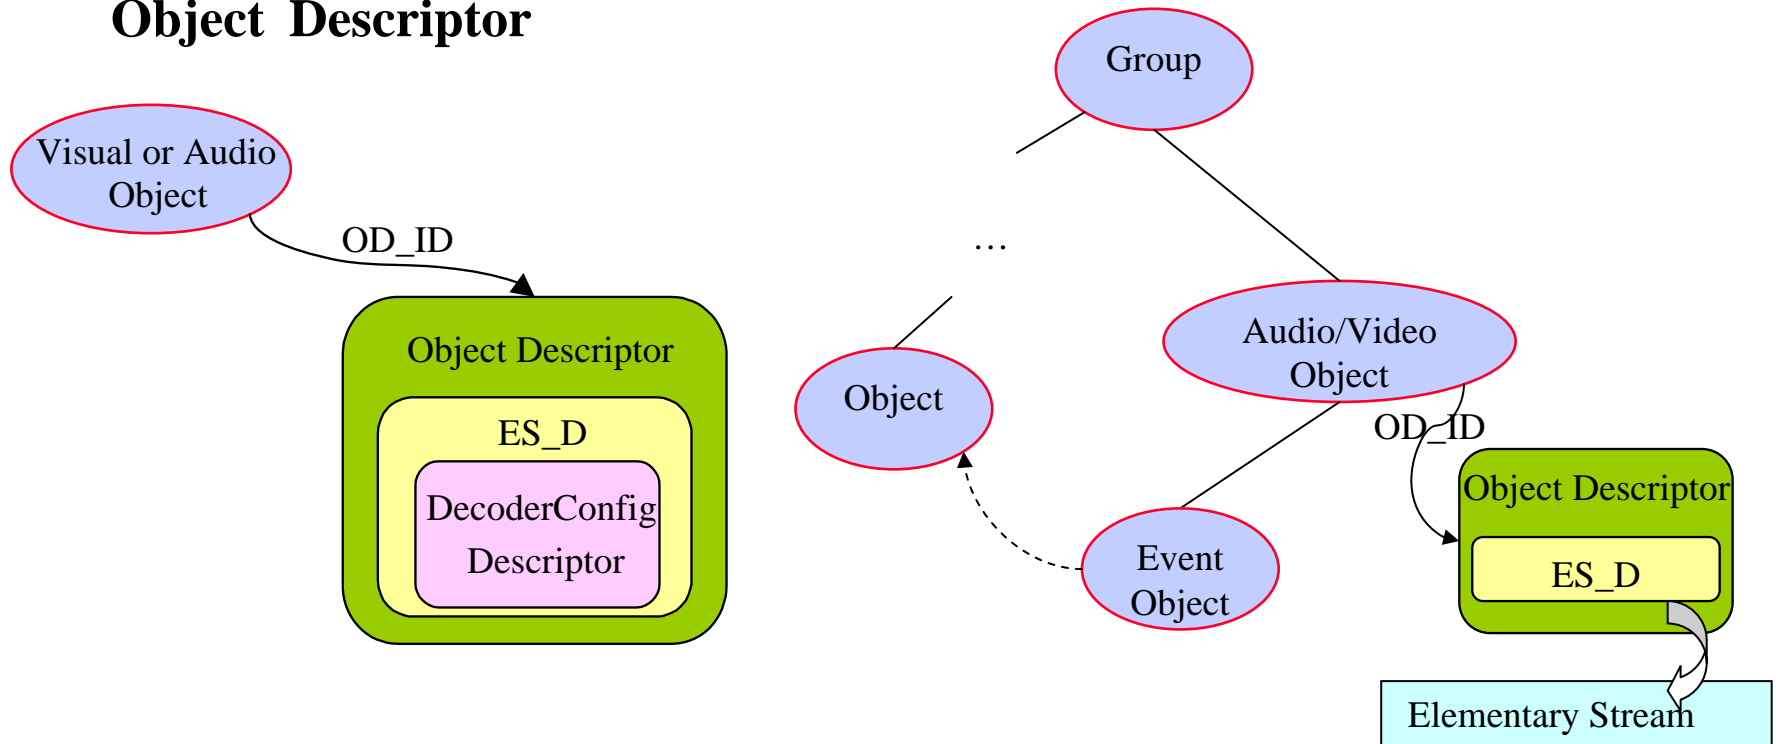 Object Descriptor
Visual or Audio
Object
OD_ID
Object Descriptor
ES_D
DecoderConfig
Descriptor
Group
…
Object
Audio/Video
Object
OD_ID
Event
Object
Object Descriptor
ES_D
Elementary Stream